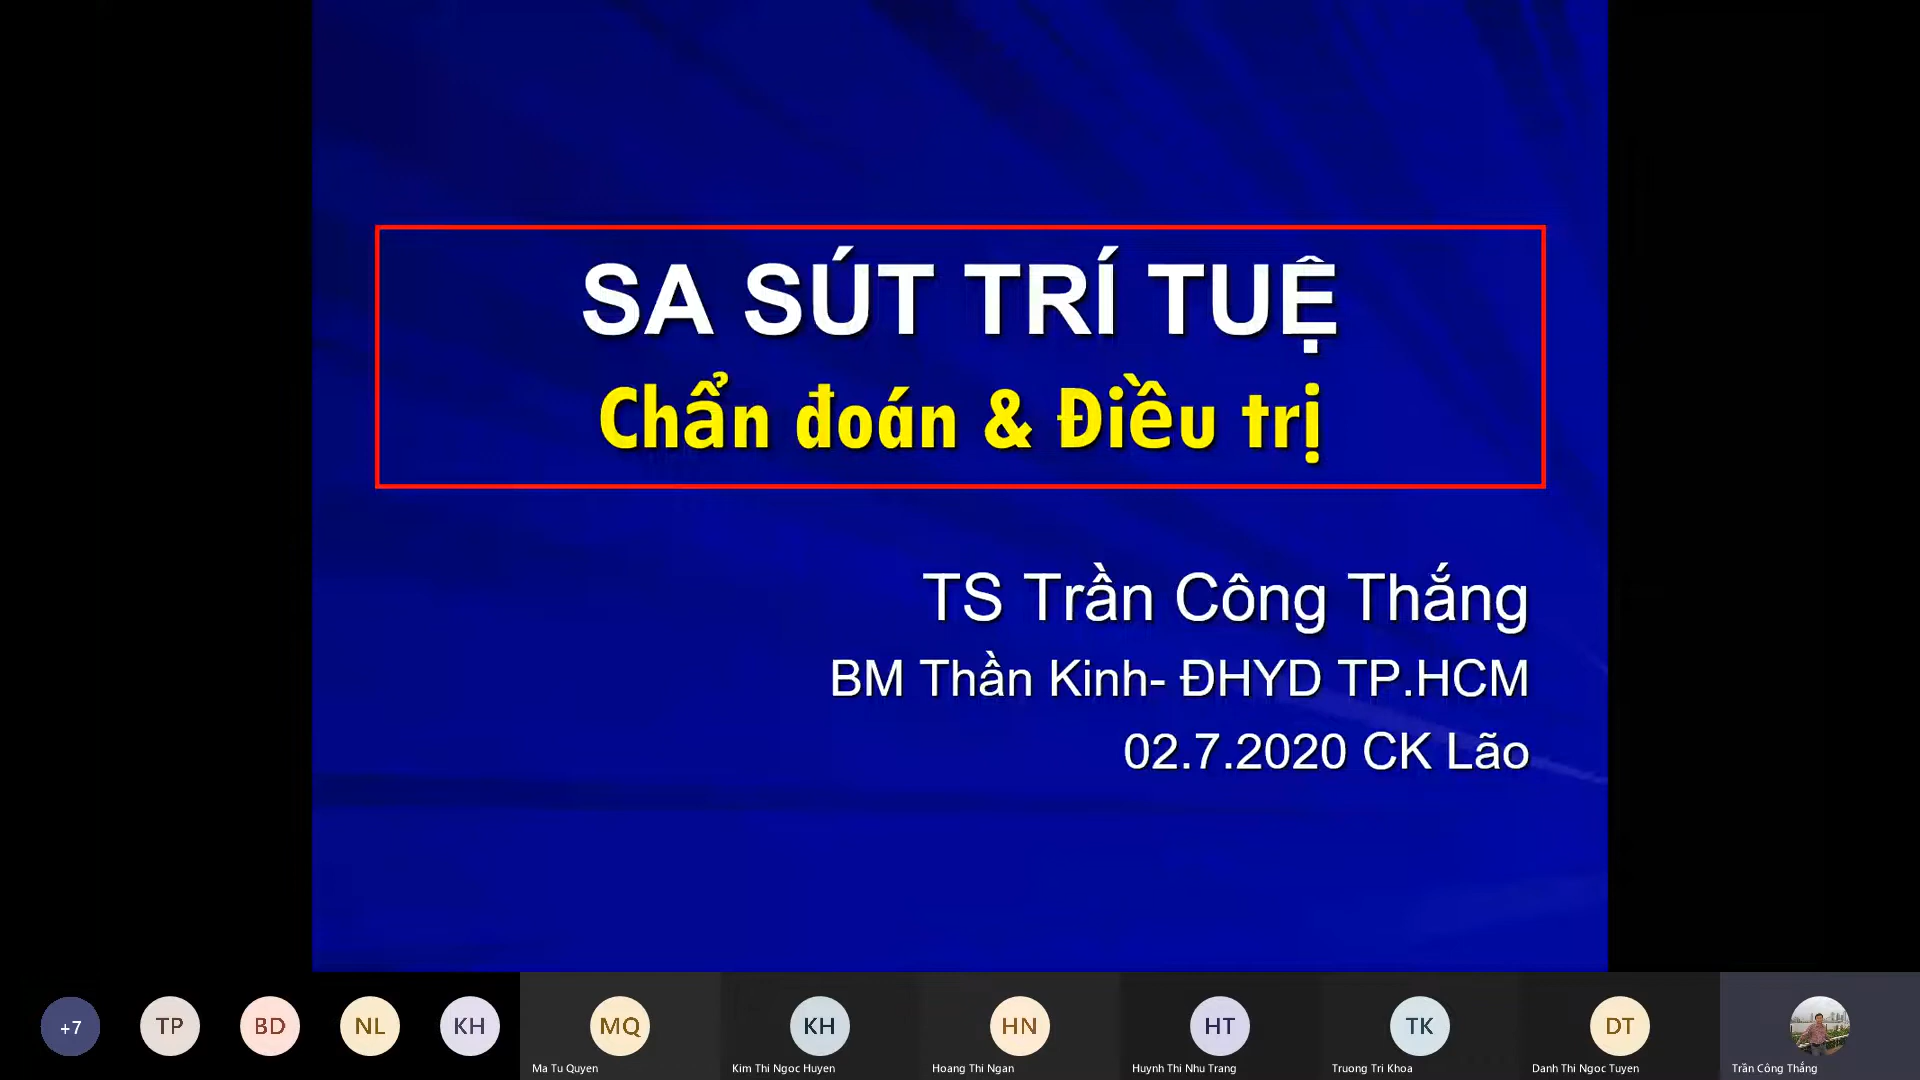 SA SÚT TRÍ TUỆ
Chẩn đoán & Điều trị
TS Trần Công Thắng
BM Thần Kinh- ĐHYD TP.HCM
02.7.2020 CK Lão
+7
TP
BD
NL
KH
MQ
KH
HN
HT
TK
DT
Ma Tu Quyen
Kim Thi Ngoc Huyen
Hoang Thi Ngan
Huynh Thi Nhu Trang
Truong Tri Khoa
Danh Thi Ngoc Tuyen
Trần Công Thắng